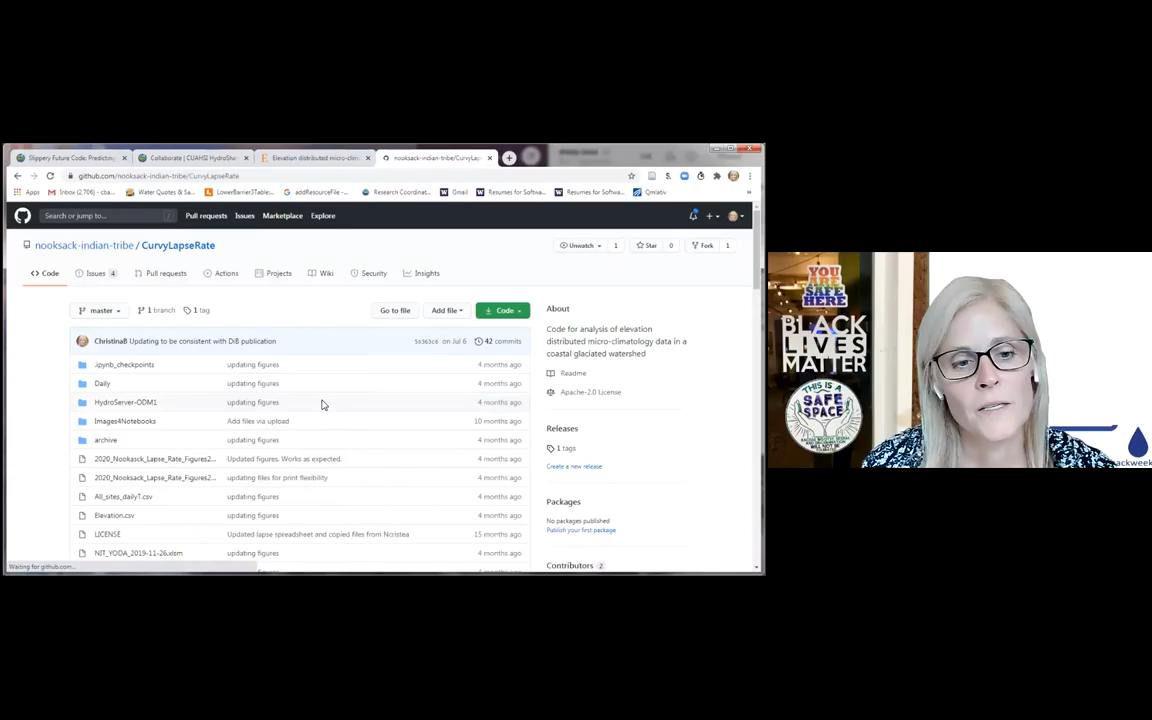 Slippery Future Code: Predicting
Collaborate | CUAHSI HydroSha
Elevation distributed micro-clim
nooksack-indian-tribe/CurvyLaps
github.com/nooksack-indian-tribe/CurvyLapseRate
Apps
Inbox (2,706) - cba...
Water Quotes & Sa...
LowerBarrier3Table...
addResourceFile -...
Research Coordinat...
Gmail
Resumes for Softwa...
Resumes for Softwa...
Qmlativ
Search or jump to...
/
Pull requests
Issues
Marketplace
Explore
nooksack-indian-tribe / CurvyLapseRate
Unwatch
1
Star
0
Fork
1
Code
Issues 4
Pull requests
Actions
Projects
Wiki
Security
Insights
master
1 branch
1 tag
Go to file
Add file
Code
ChristinaB Updating to be consistent with DiB publication
on Jul 6
42 commits
.ipynb_checkpoints
updating figures
4 months ago
Daily
updating figures
4 months ago
HydroServer-ODM1
updating figures
4 months ago
Images4Notebooks
Add files via upload
10 months ago
archive
updating figures
4 months ago
2020_Nookasck_Lapse_Rate_Figures2...
Updated figures. Works as expected.
4 months ago
2020_Nooksack_Lapse_Rate_Figures2...
updating files for print flexibility
4 months ago
All_sites_dailyT.csv
updating figures
4 months ago
Elevation.csv
updating figures
4 months ago
LICENSE
Updated lapse spreadsheet and copied files from Ncristea
15 months ago
NIT_YODA_2019-11-26.xlsm
updating figures
4 months ago
About
Code for analysis of elevation
distributed micro-climatology data in a
coastal glaciated watershed
Readme
Apache-2.0 License
Releases
1 tags
Create a new release
Packages
No packages published
Publish your first package
Contributors 2
Waiting for github.com...
YOU
ARE
SAFE
HERE
BLACK
LIVES
MATTER
THIS IS A
SAFE
SPACE
ackweek